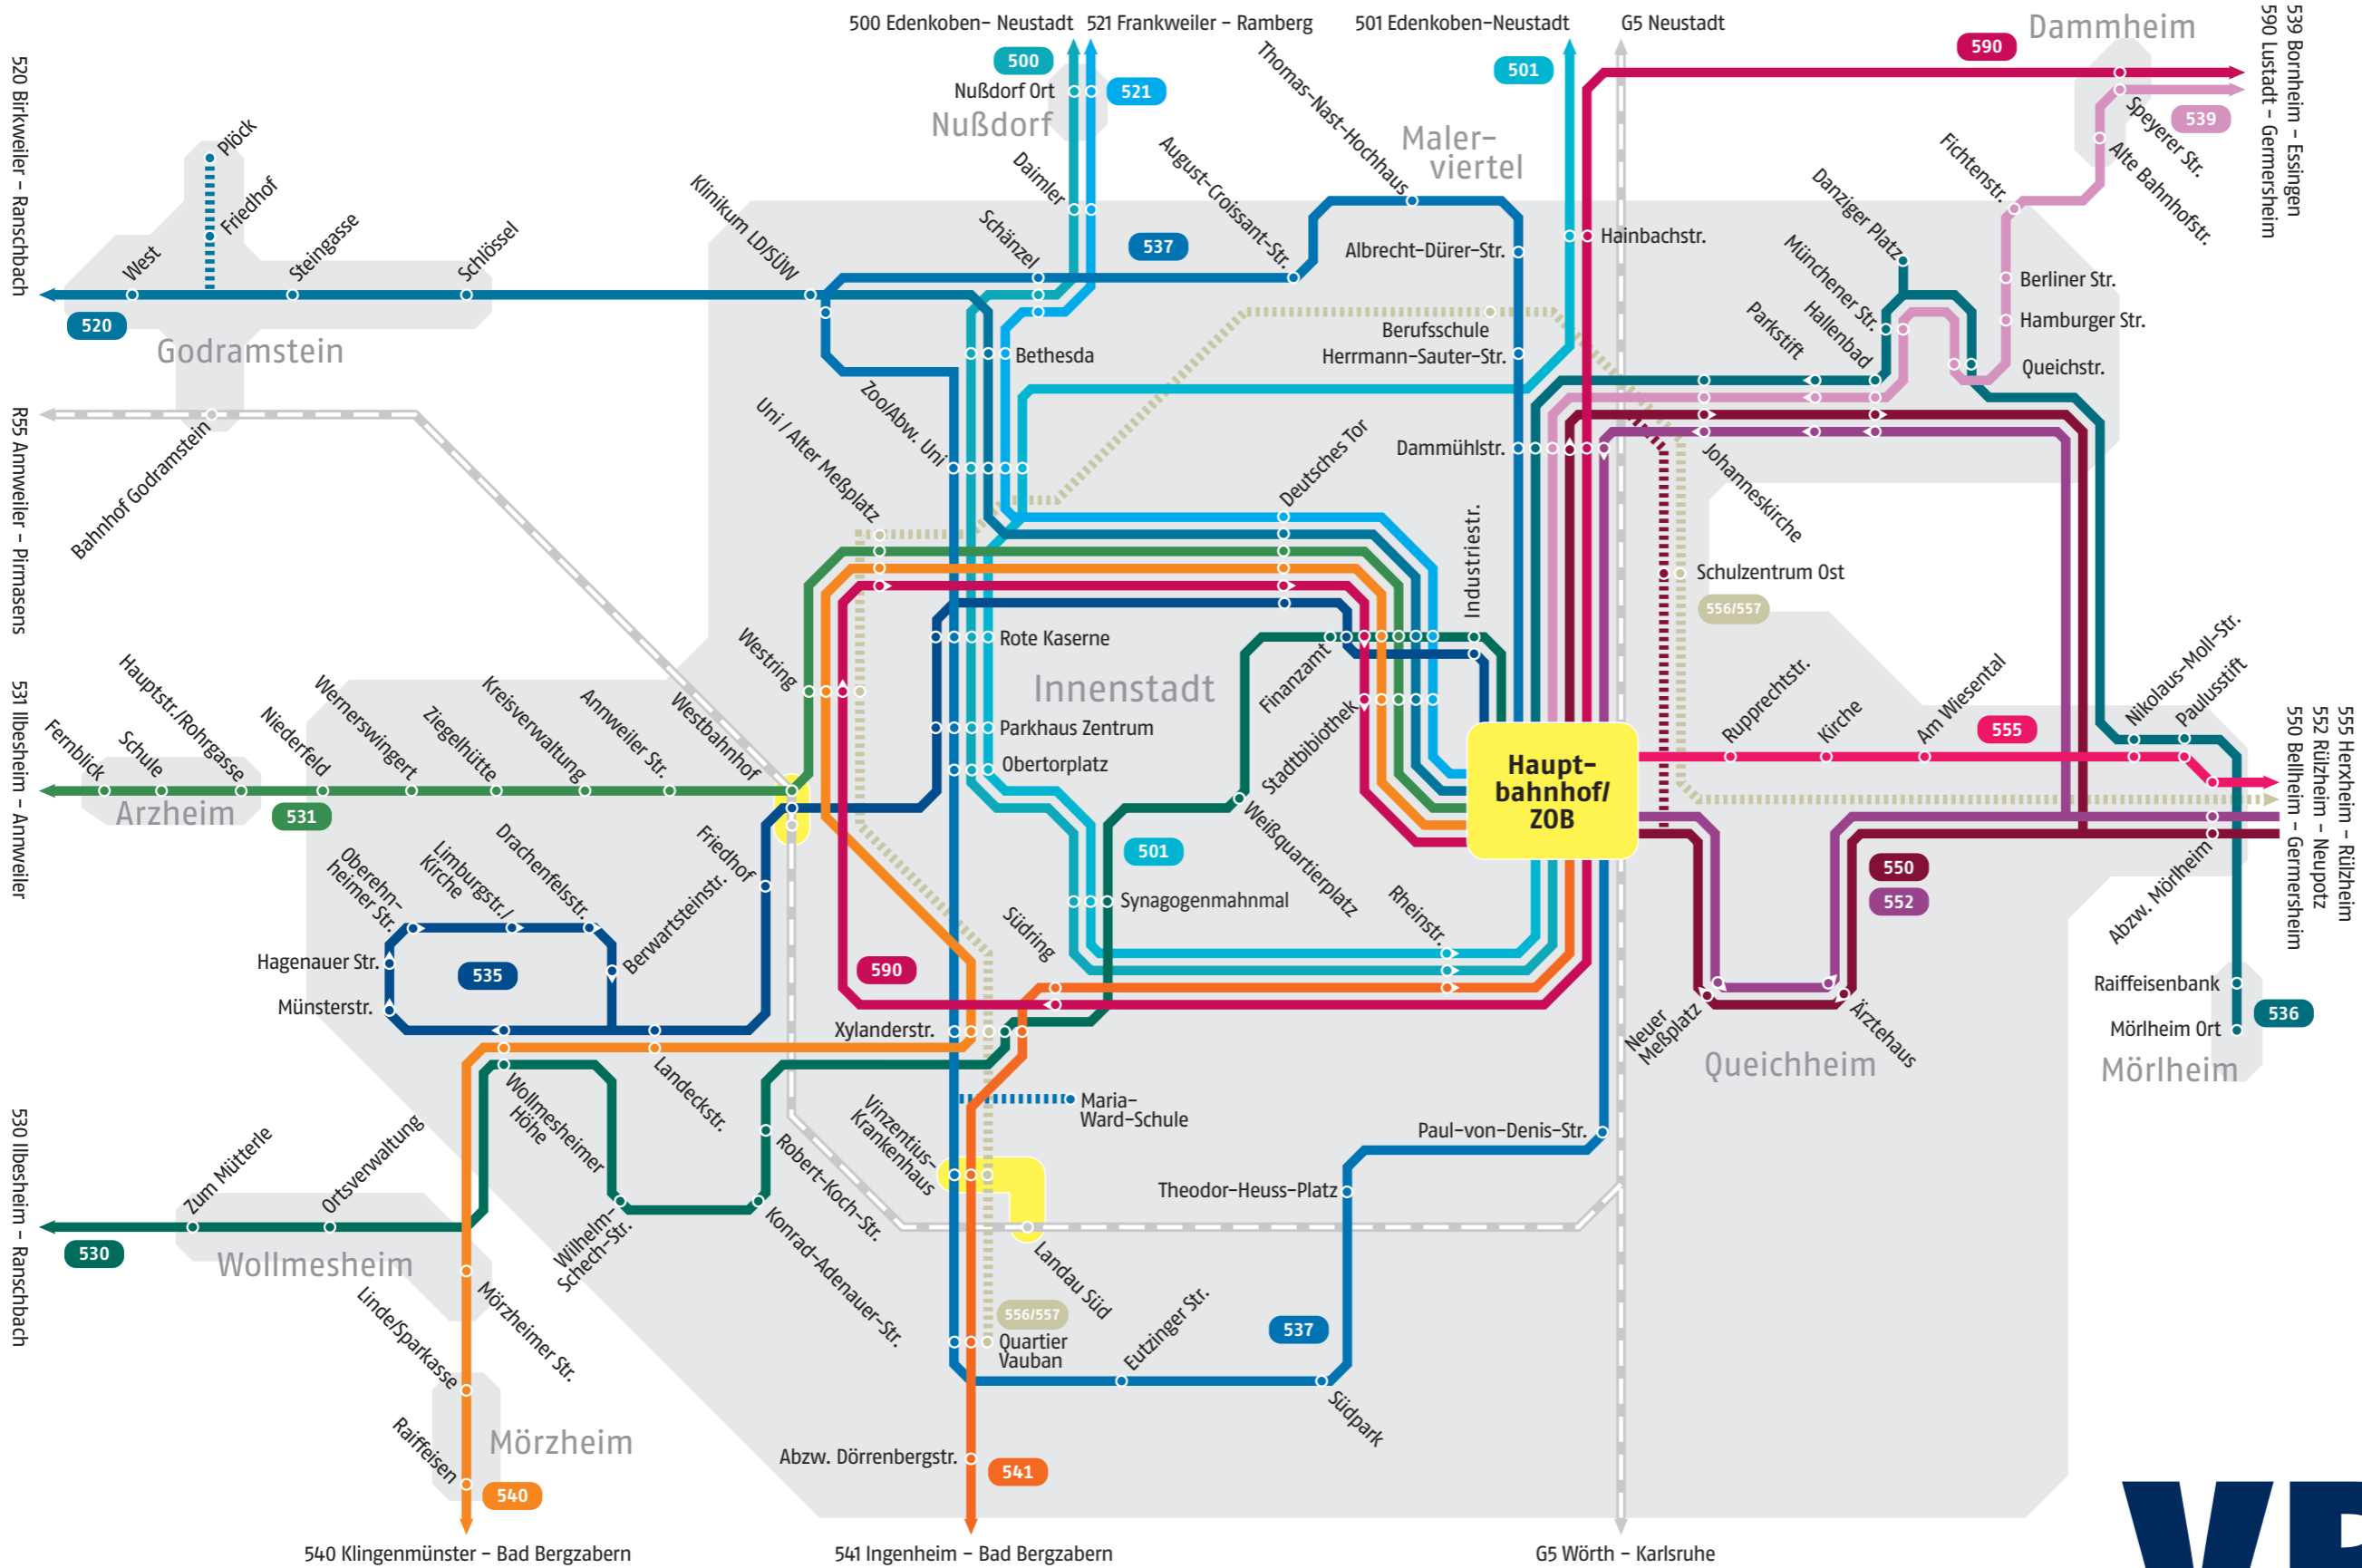 500 Edenkoben- Neustadt
521 Frankweiler - Ramberg
501 Edenkoben-Neustadt
G5 Neustadt
539 Bornheim - Essingen
590 Lustadt - Germersheim
Dammheim
590
500
501
Nußdorf Ort
521
Nußdorf
Thomas-Nast-Hochhaus
Maler-
viertel
539
Speyerer Str.
Alte Bahnhofstr.
Fichtenstr.
520 Birkweiler - Ranschbach
Plöck
Friedhof
West
Steingasse
Schlössel
520
Godramstein
Klinikum LD/SÜW
Daimler
Schänzel
August-Croissant-Str.
537
Albrecht-Dürer-Str.
Hainbachstr.
Danziger Platz
Münchener Str.
Hallenbad
Parkstift
Berliner Str.
Hamburger Str.
Queichstr.
Berufsschule
Herrmann-Sauter-Str.
Bethesda
Zoo/Abw. Uni
Uni / Alter Meßplatz
Deutsches Tor
Dammühlstr.
Johanneskirche
R55 Annweiler - Pirmasens
Bahnhof Godramstein
Industriestr.
Schulzentrum Ost
556/557
Westring
Rote Kaserne
Innenstadt
Finanzamt
Stadtbibiothek
Parkhaus Zentrum
Obertorplatz
Haupt-
bahnhof/
ZOB
Rupprechtstr.
Kirche
Am Wiesental
555
Nikolaus-Moll-Str.
Paulusstift
555 Herxheim - Rülzheim
552 Rülzheim - Neupotz
550 Bellheim - Germersheim
531 Ilbesheim - Annweiler
Fernblick
Schule
Hauptstr./Rohrgasse
Niederfeld
Wernerswingert
Ziegelhütte
Kreisverwaltung
Annweiler Str.
Westbahnhof
Arzheim
531
Oberehn-
heimer Str.
Limburgstr./
Kirche
Drachenfelsstr.
Berwartsteinstr.
Friedhof
501
Weißquartierplatz
Synagogenmahnmal
Rheinstr.
Südring
550
552
Abzw. Mörlheim
Hagenauer Str.
535
590
Münsterstr.
Xylanderstr.
Neuer
Meßplatz
Ärztehaus
Queichheim
Raiffeisenbank
Mörlheim Ort
536
Mörlheim
Landeckstr.
Wollmesheimer
Höhe
Maria-
Ward-Schule
Vinzentius-
Krankenhaus
Paul-von-Denis-Str.
Theodor-Heuss-Platz
530 Ilbesheim - Ranschbach
Zum Mütterle
Ortsverwaltung
530
Wollmesheim
Wilhelm-
Schech-Str.
Robert-Koch-Str.
Konrad-Adenauer-Str.
Landau Süd
Mörzheimer Str.
Linde/Sparkasse
556/557
Quartier
Vauban
Eutzinger Str.
537
Südpark
Raiffeisen
Mörzheim
540
Abzw. Dörrenbergstr.
541
540 Klingenmünster - Bad Bergzabern
541 Ingenheim - Bad Bergzabern
G5 Wörth - Karlsruhe